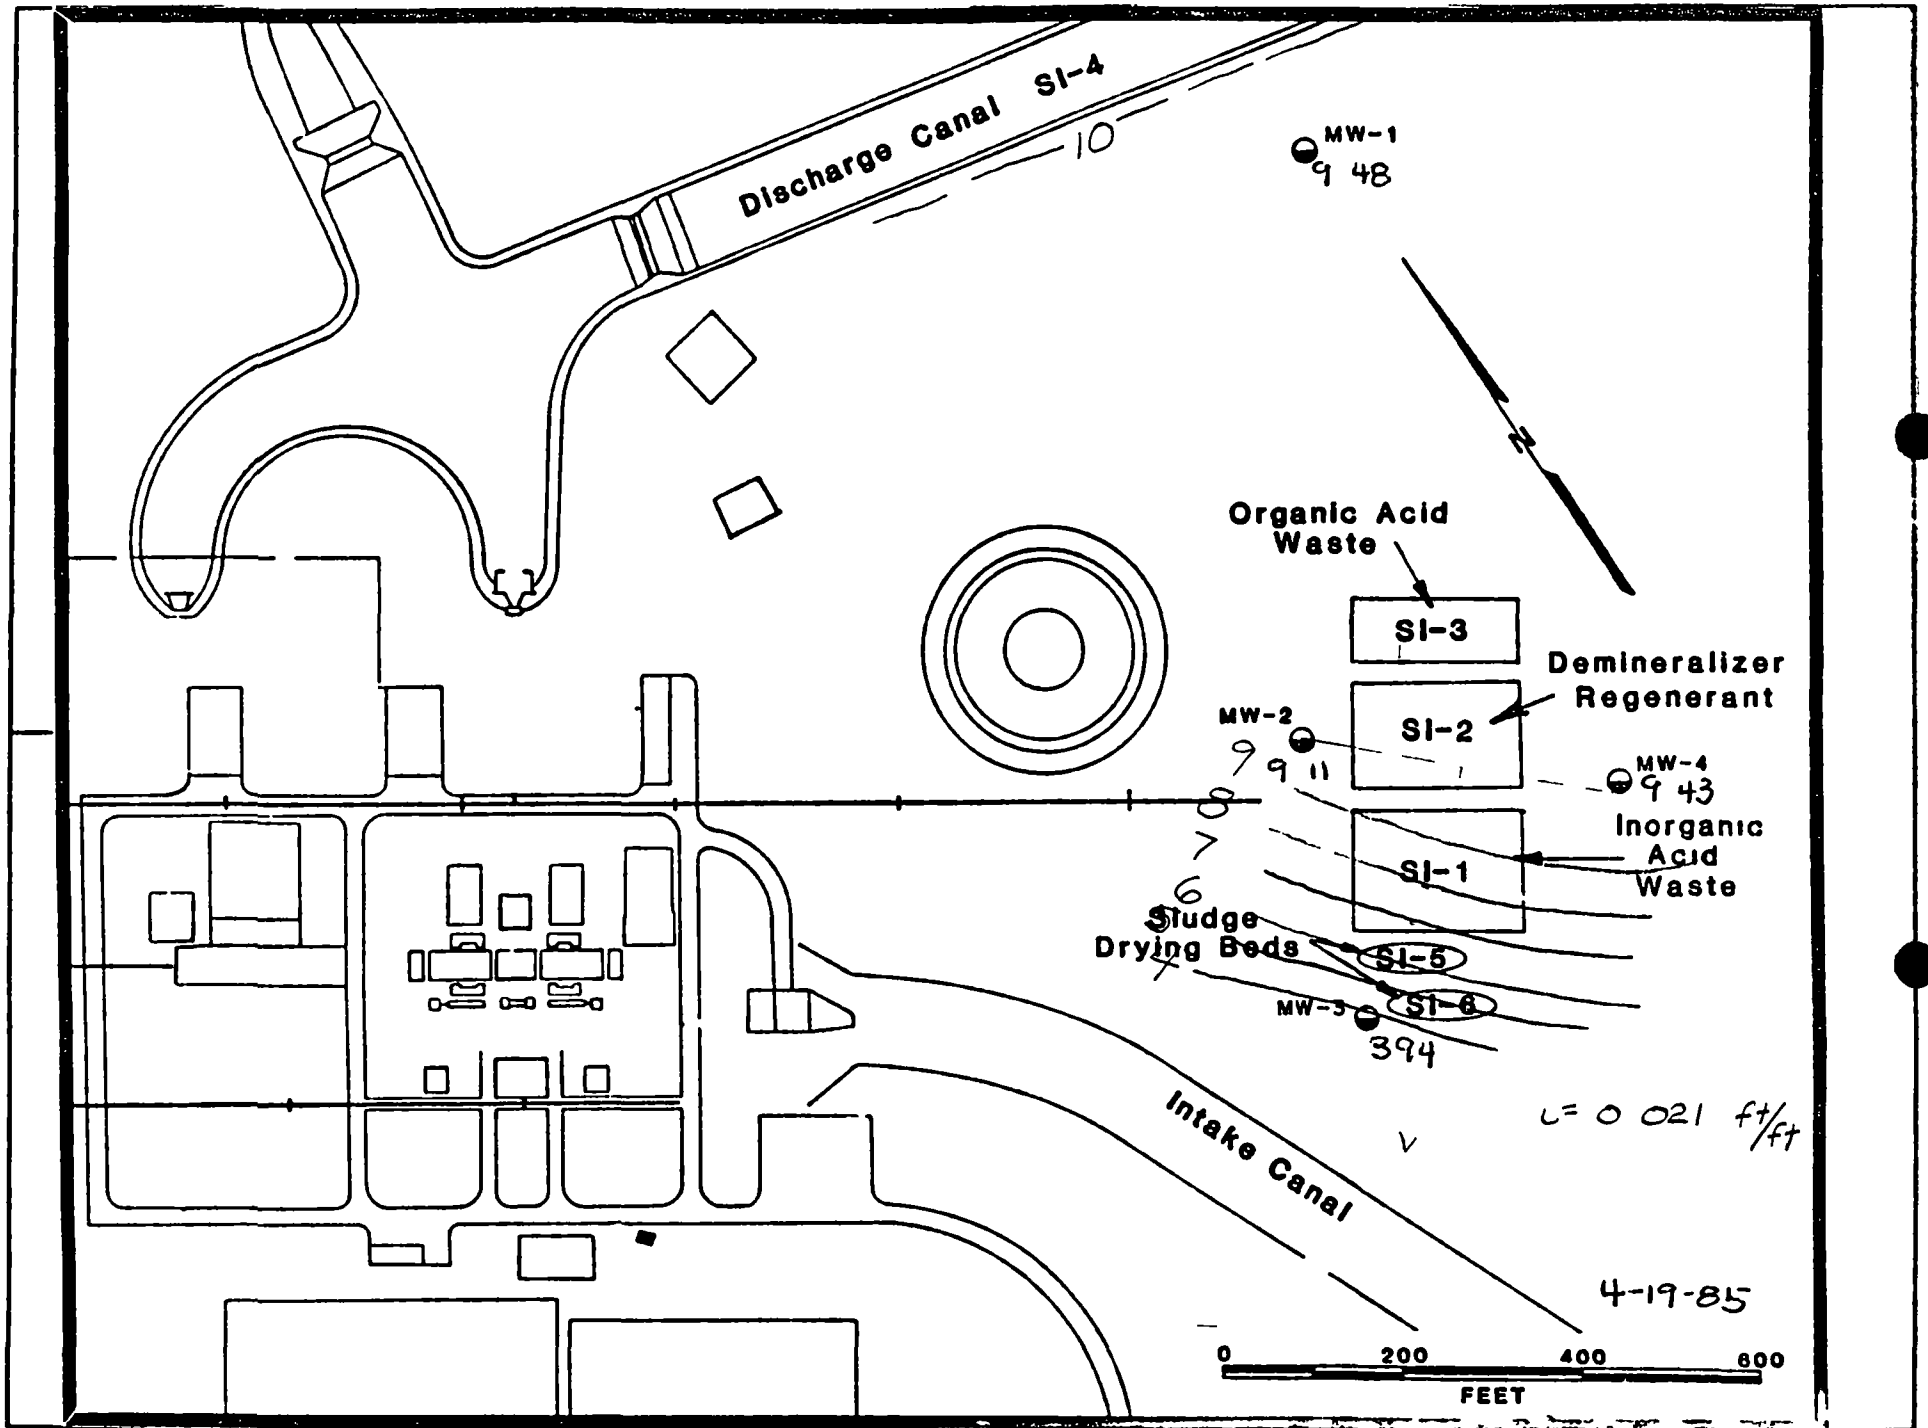 Discharge Canal SI-4
10
MW-1
9 48
N
Organic Acid
Waste
SI-3
Demineralizer
Regenerant
SI-2
MW-2
9 11
9
MW-4
9 43
8
Inorganic
Acid
Waste
7
SI-1
6
Sludge
Drying Beds
SI-5
SI-6
MW-3
394
Intake Canal
i= 0 021 ft/ft
4-19-85
0 200 400 600
FEET